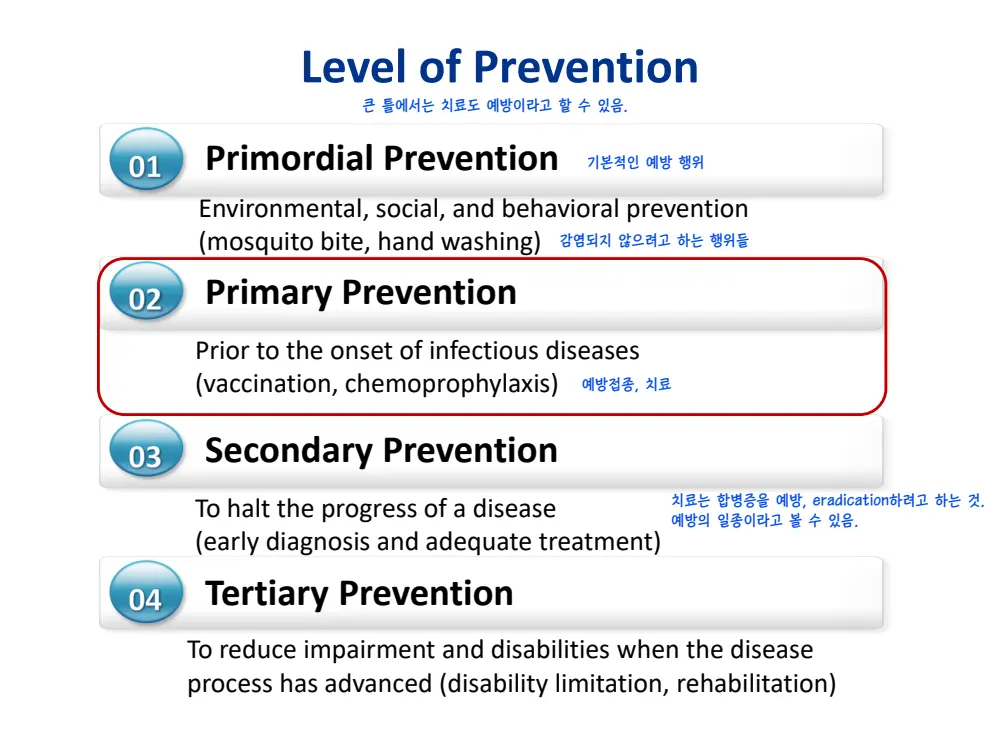 Level of Prevention
큰 틀에서는 치료도 예방이라고 할 수 있음.
01 Primordial Prevention 기본적인 예방 행위
Environmental, social, and behavioral prevention
(mosquito bite, hand washing) 감염되지 않으려고 하는 행위들
02 Primary Prevention
Prior to the onset of infectious diseases
(vaccination, chemoprophylaxis) 예방접종, 치료
03 Secondary Prevention
To halt the progress of a disease
치료는 합병증을 예방, eradication하려고 하는 것.
예방의 일종이라고 볼 수 있음.
(early diagnosis and adequate treatment)
04 Tertiary Prevention
To reduce impairment and disabilities when the disease
process has advanced (disability limitation, rehabilitation)